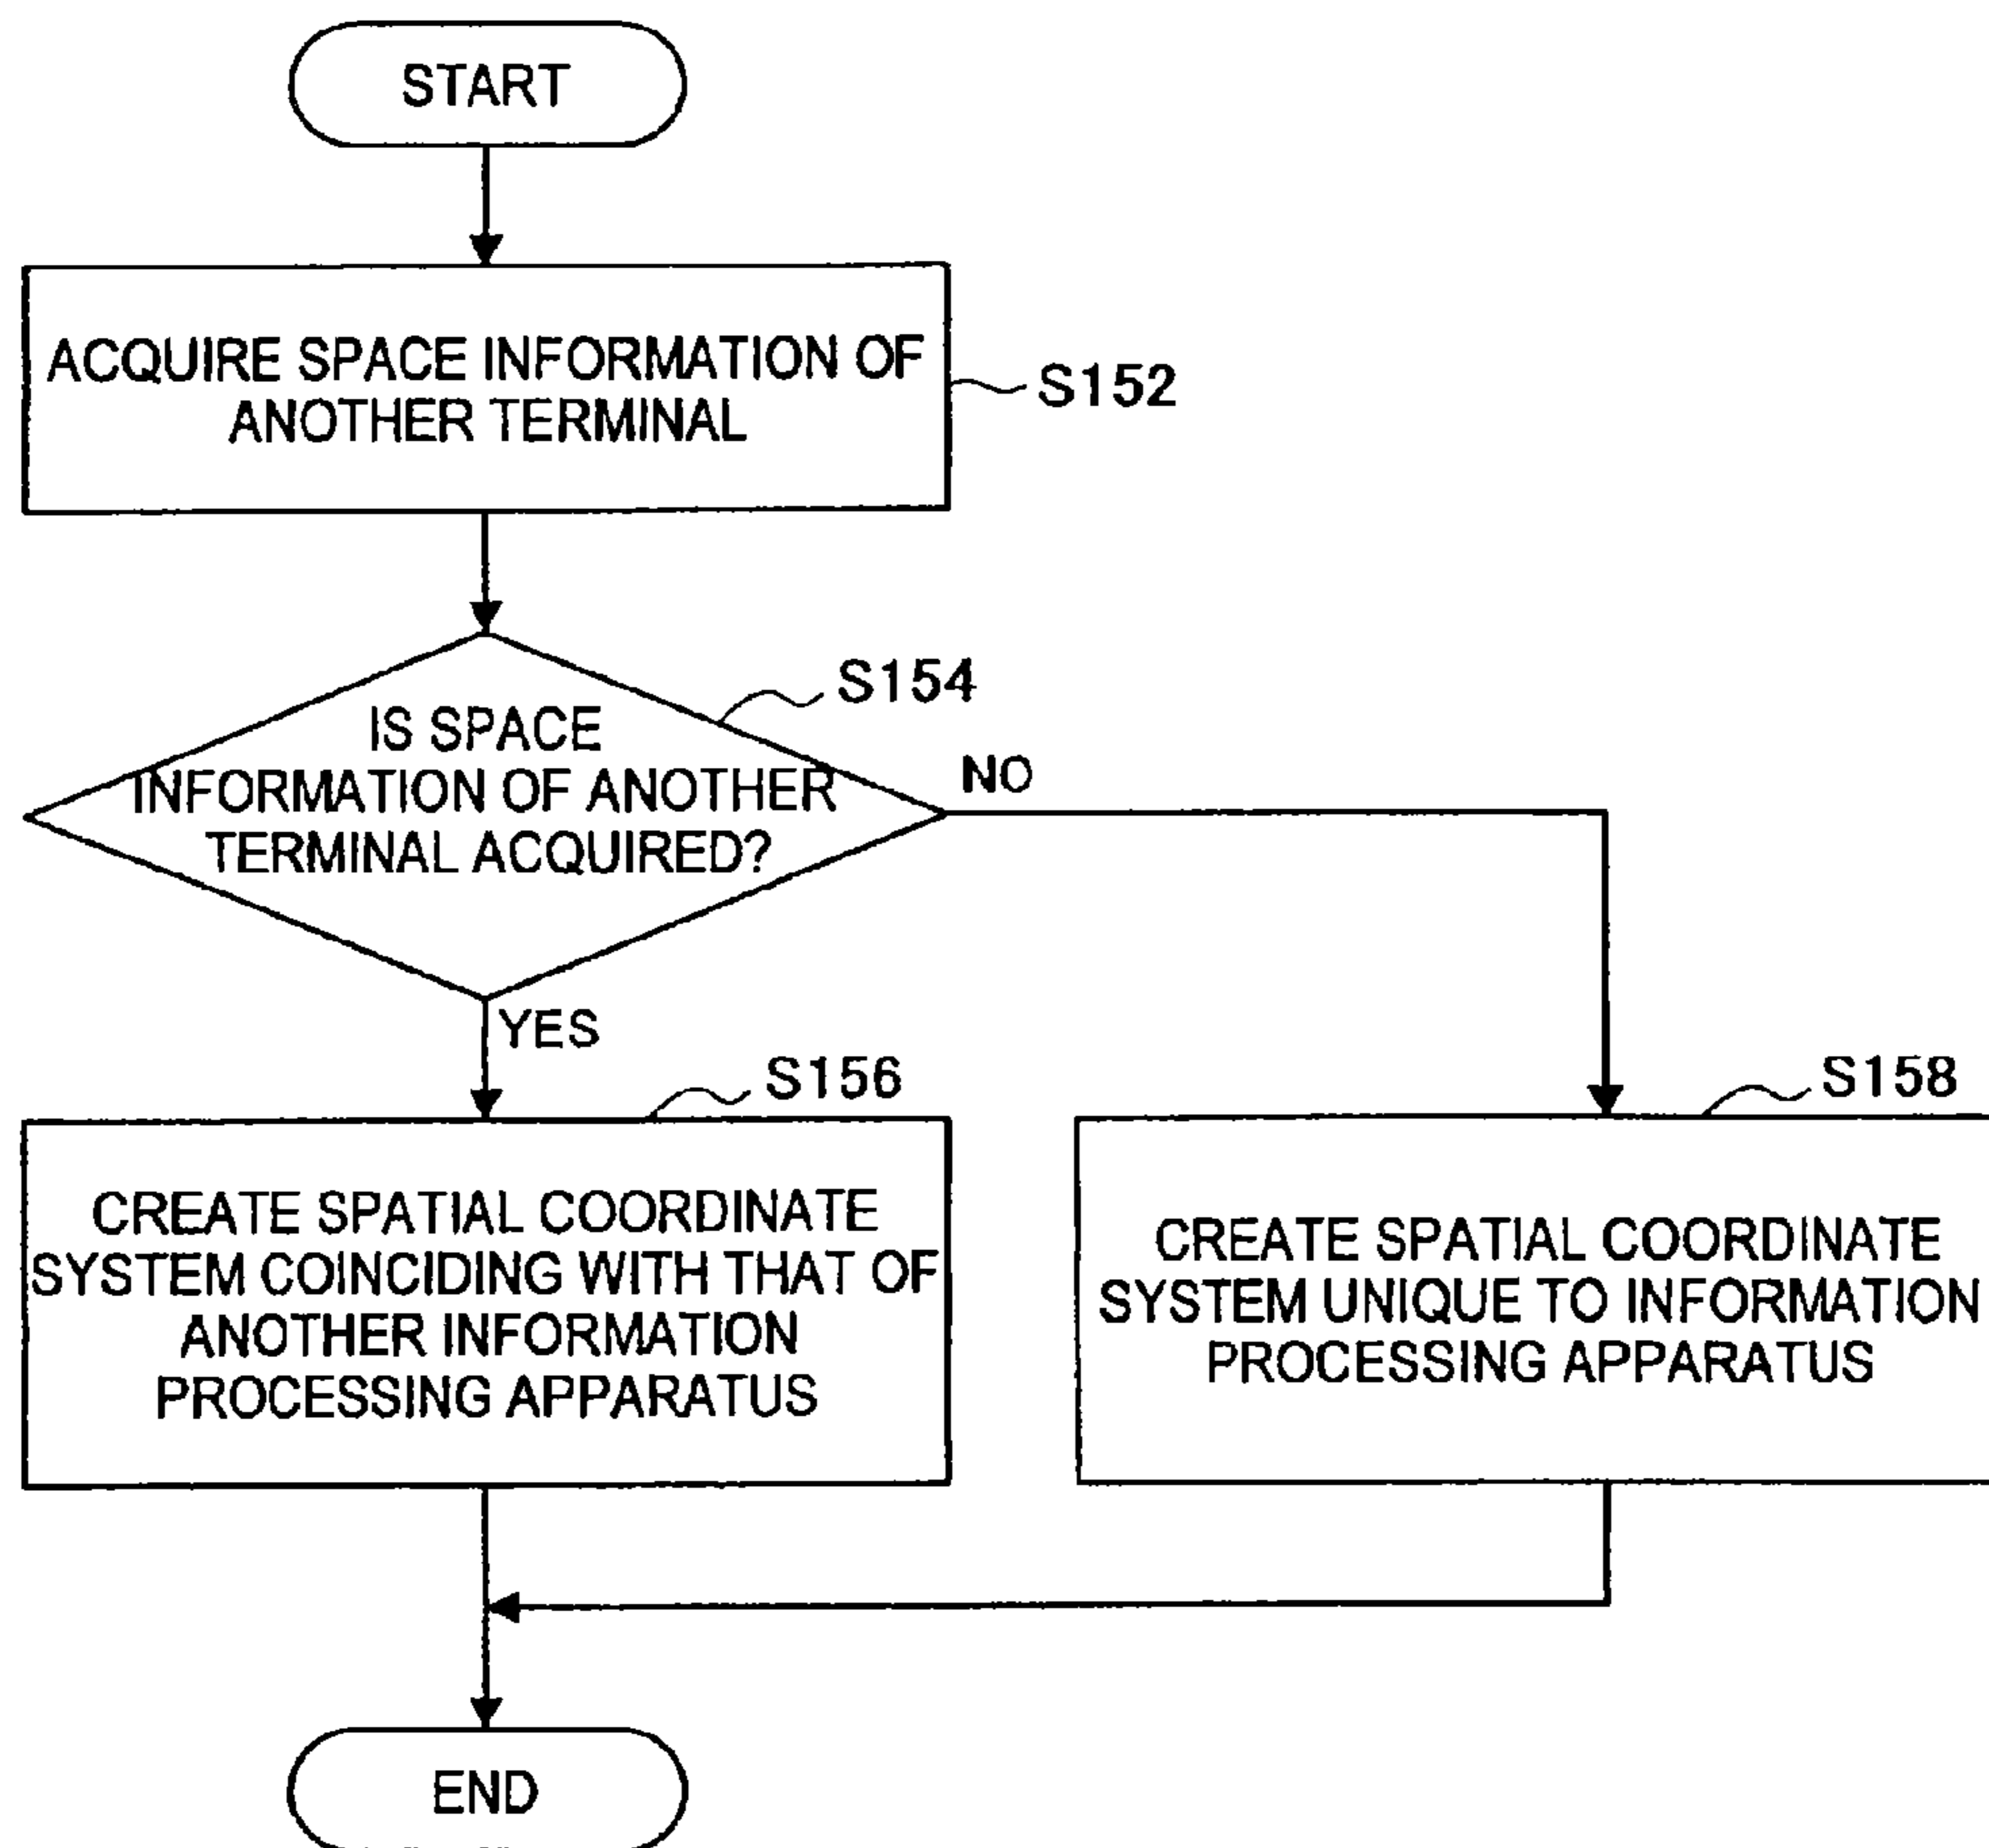 START
ACQUIRE SPACE INFORMATION OF
ANOTHER TERMINAL
S152
S154
IS SPACE
INFORMATION OF ANOTHER
TERMINAL ACQUIRED?
NO
YES
S156
CREATE SPATIAL COORDINATE
SYSTEM COINCIDING WITH THAT OF
ANOTHER INFORMATION
PROCESSING APPARATUS
S158
CREATE SPATIAL COORDINATE
SYSTEM UNIQUE TO INFORMATION
PROCESSING APPARATUS
END